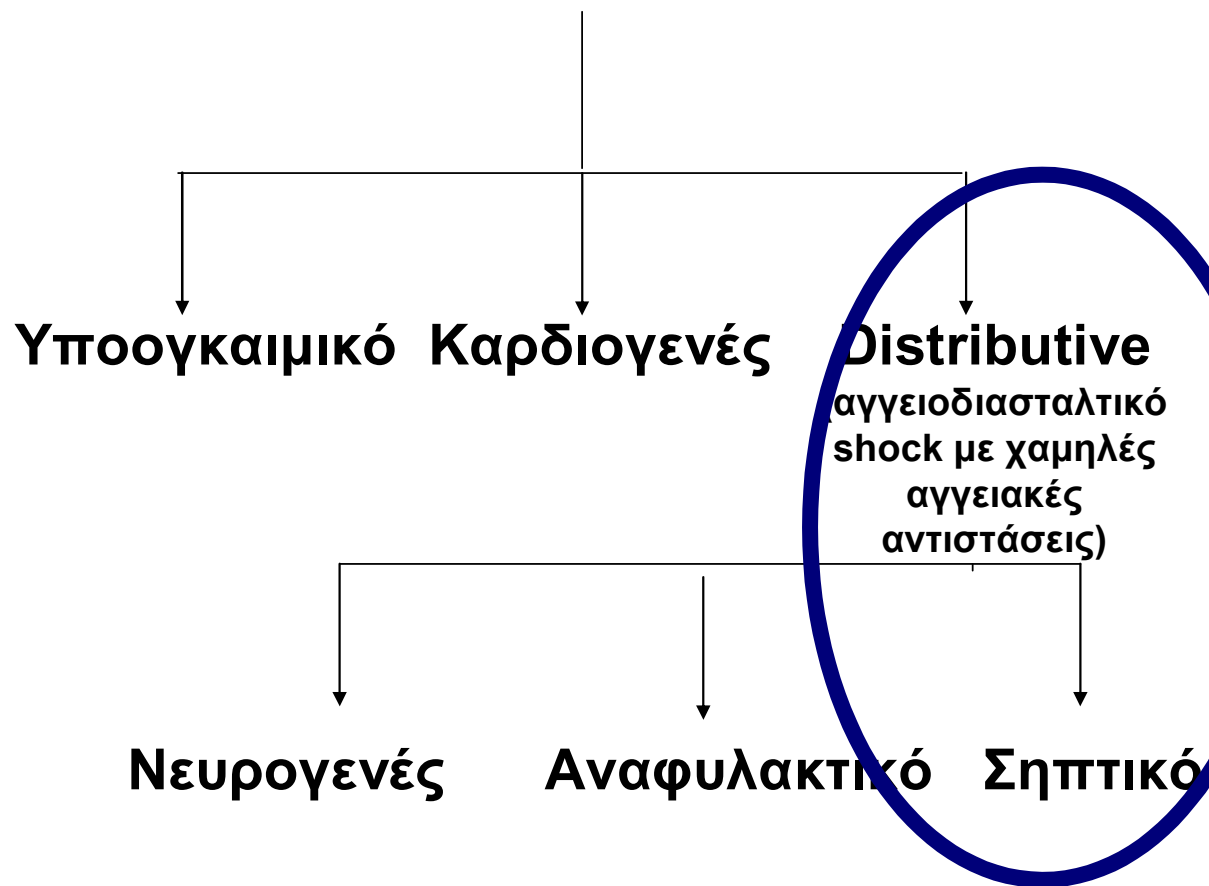 Υποογκαιμικό Καρδιογενές Distributive
(αγγειοδιασταλτικό
shock με χαμηλές
αγγειακές
αντιστάσεις)
Νευρογενές Αναφυλακτικό Σηπτικό